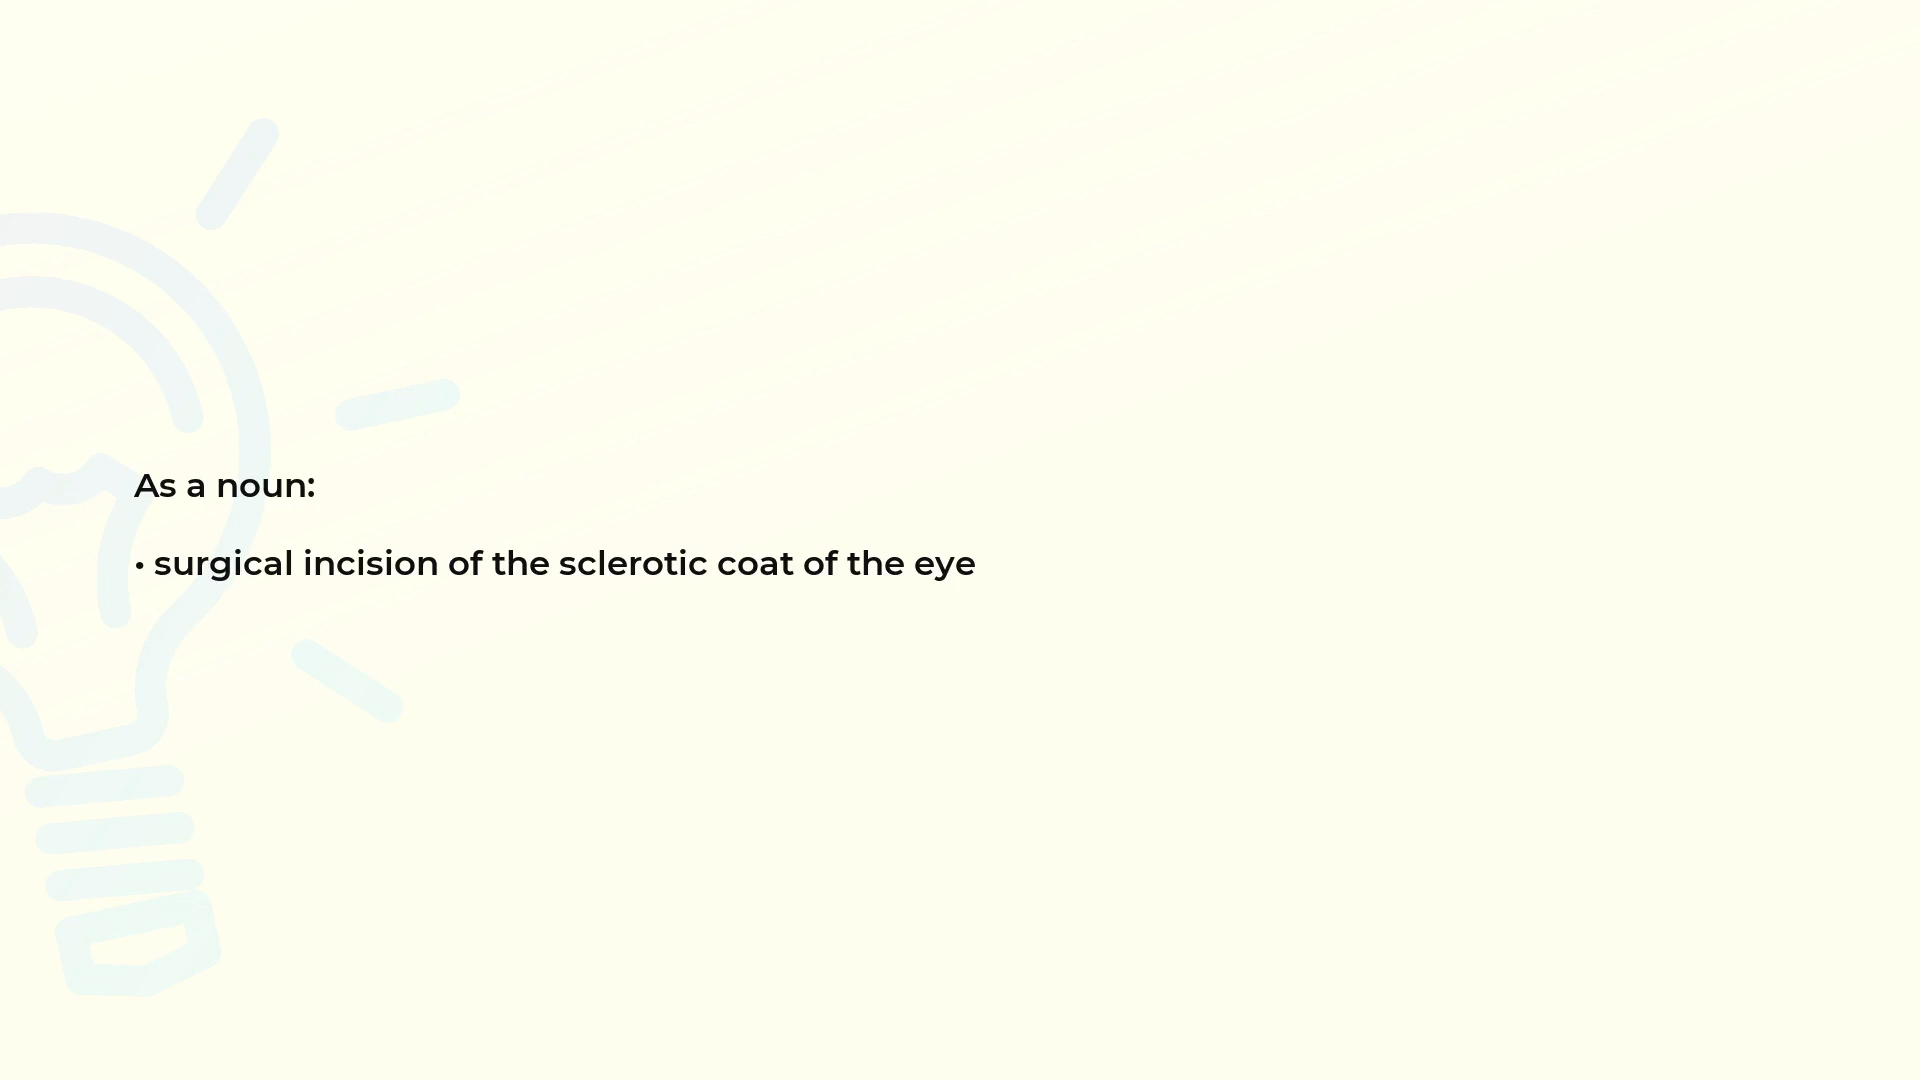 As a noun:
• surgical incision of the sclerotic coat of the eye